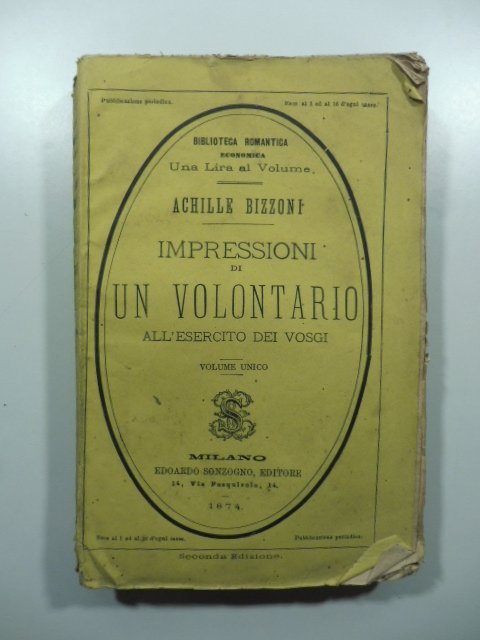 Pubblicazione periodica. Esce al 1 ed al 16 d'ogni mese.
BIBLIOTECA ROMANTICA
ECONOMICA
Una Lira al Volume.
ACHILLE BIZZONI
IMPRESSIONI
DI
UN VOLONTARIO
ALL'ESERCITO DEI VOSGI
VOLUME UNICO
MILANO
EDOARDO SONZOGNO, EDITORE
14, Via Pasquirolo, 14.
1874.
Esce al 1 ed al 16 d'ogni mese. Pubblicazione periodica.
Seconda Edizione.